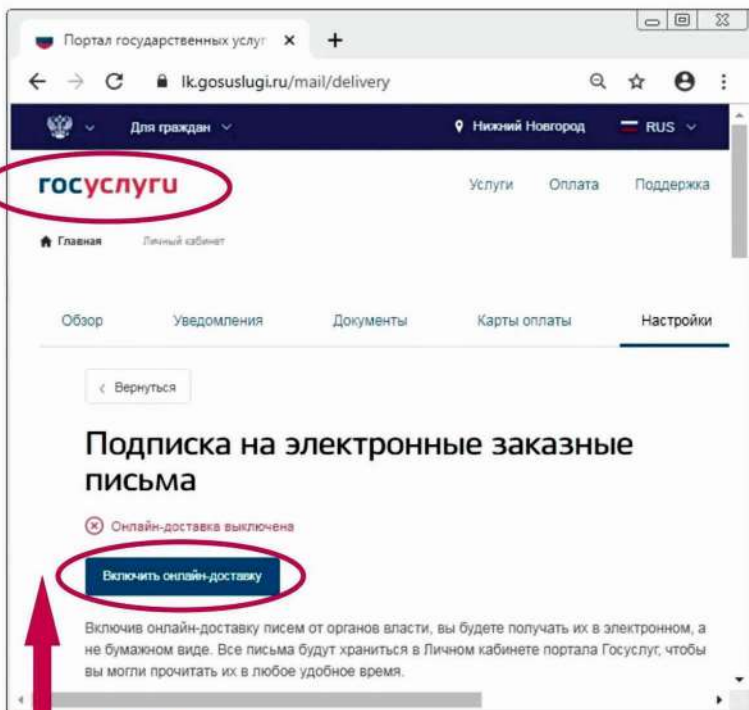 Портал государственных услуг
lk.gosuslugi.ru/mail/delivery
Для граждан Нижний Новгород RUS
госуслуги Услуги Оплата Поддержка
Главная Личный кабинет
Обзор Уведомления Документы Карты оплаты Настройки
Вернуться
Подписка на электронные заказные
письма
Онлайн-доставка выключена
Включить онлайн-доставку
Включив онлайн-доставку писем от органов власти, вы будете получать их в электронном, а
не бумажном виде. Все письма будут храниться в Личном кабинете портала Госуслуг, чтобы
вы могли прочитать их в любое удобное время.